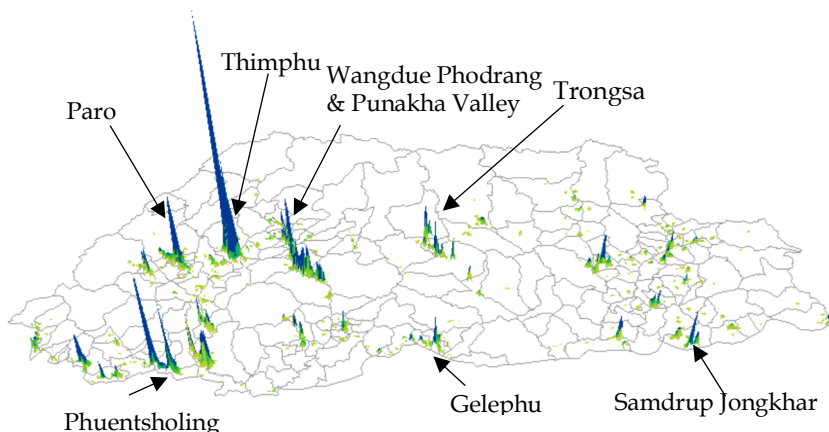 Thimphu
Wangdue Phodrang
& Punakha Valley
Trongsa
Paro
Phuentsholing
Gelephu
Samdrup Jongkhar